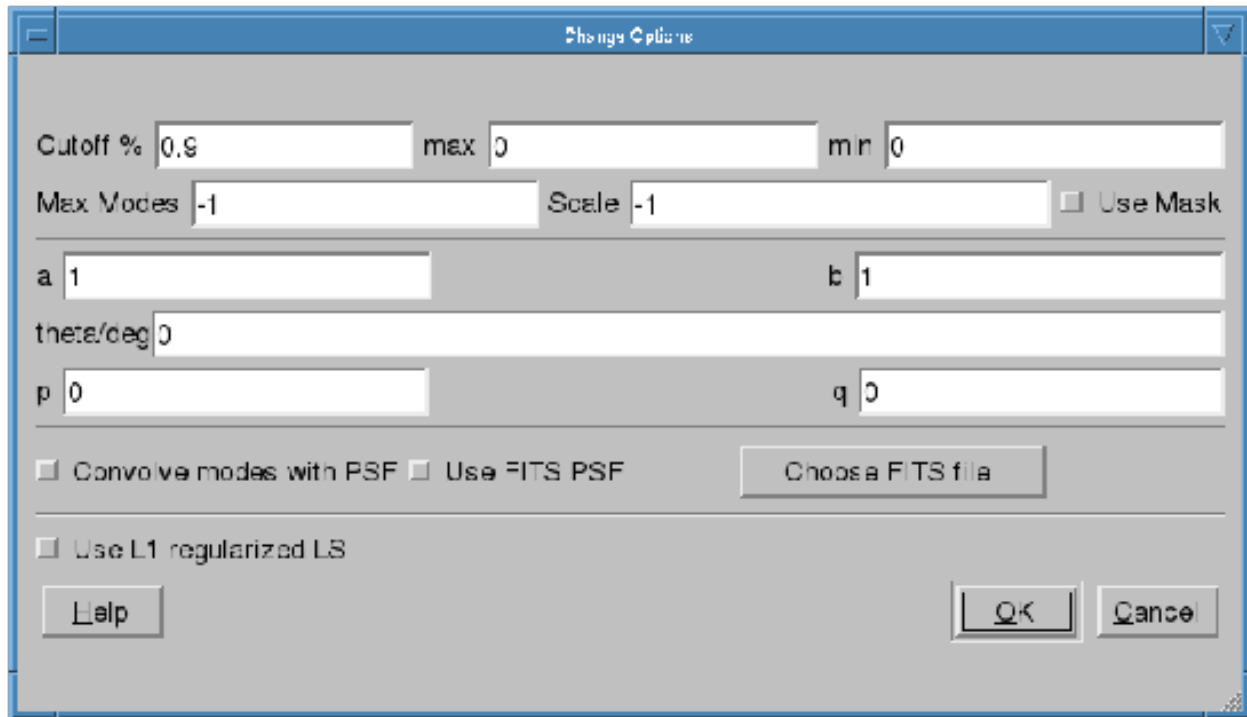 Change Options
Cutoff % 0.9 max 0 min 0
Max Modes -1 Scale -1 Use Mask
a 1 b 1
theta/deg 0
p 0 q 0
Convolve modes with PSF Use FITS PSF Choose FITS file
Use L1 regularized LS
Help OK Cancel